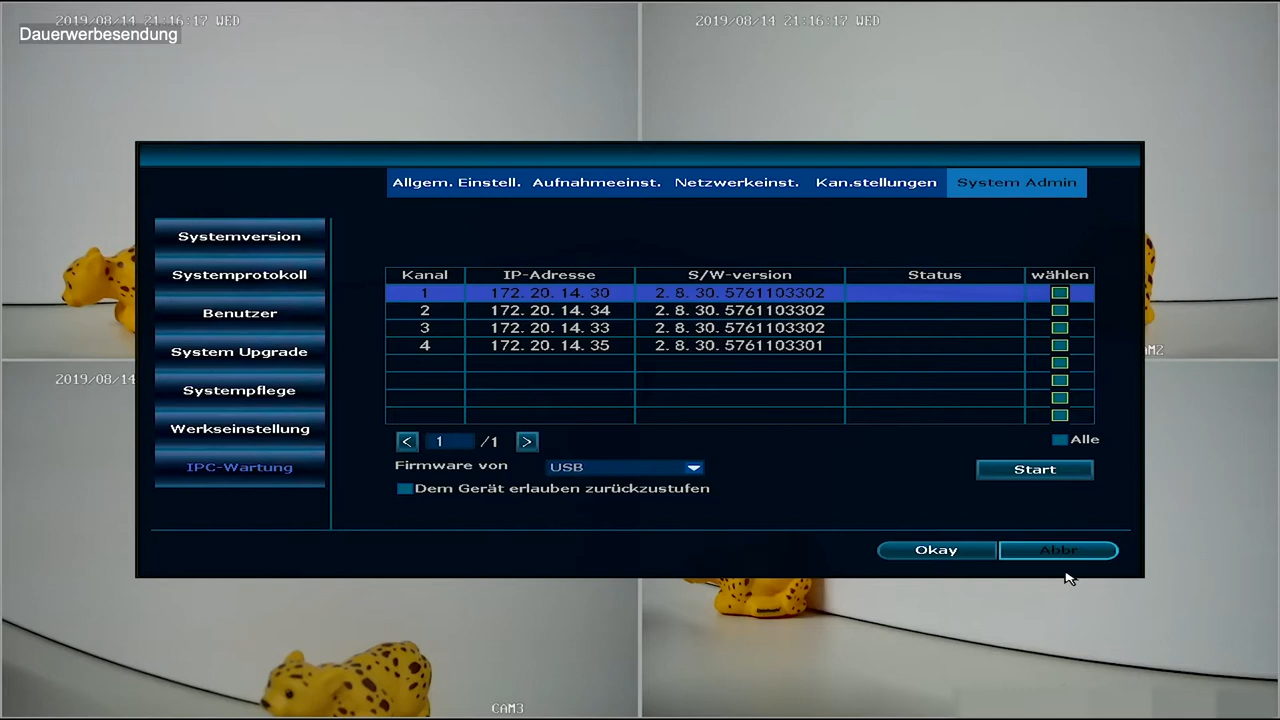 2019/08/14 21:16:17 WED
2019/08/14 21:16:17 WED
Dauerwerbesendung
Allgem. Einstell. Aufnahmeeinst. Netzwerkeinst. Kan.stellungen System Admin
Systemversion
Systemprotokoll
Benutzer
System Upgrade
Systempflege
Werkseinstellung
IPC-Wartung
Kanal IP-Adresse S/W-version Status wählen
1 172. 20. 14. 30 2. 8. 30. 5761103302
2 172. 20. 14. 34 2. 8. 30. 5761103302
3 172. 20. 14. 33 2. 8. 30. 5761103302
4 172. 20. 14. 35 2. 8. 30. 5761103301
< 1 /1 >
Alle
Firmware von USB
Start
Dem Gerät erlauben zurückzustufen
Okay Abbr
2019/08/14
CAM3